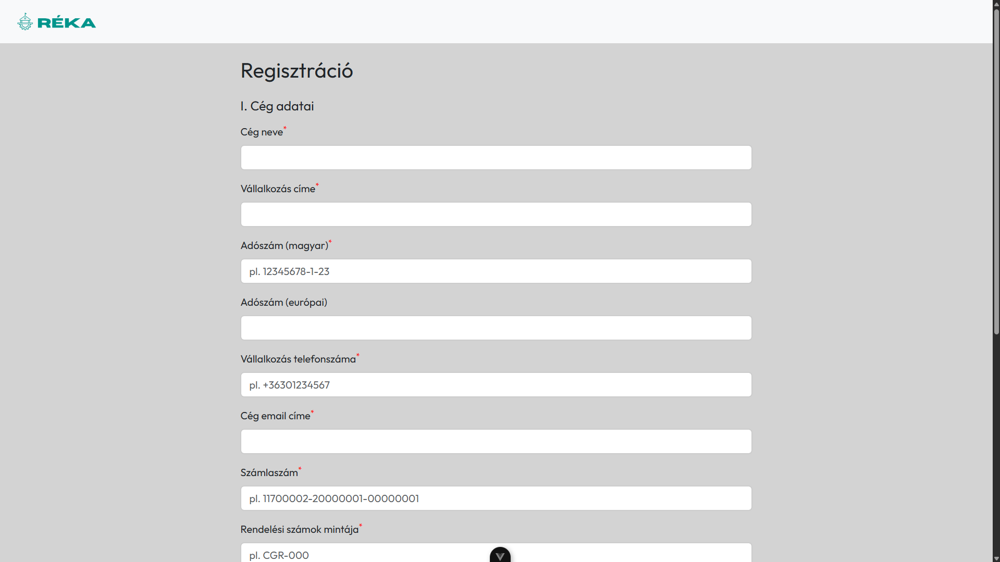 RÉKA
Regisztráció
I. Cég adatai
Cég neve*
Vállalkozás címe*
Adószám (magyar)*
pl. 12345678-1-23
Adószám (európai)
Vállalkozás telefonszáma*
pl. +36301234567
Cég email címe*
Számlaszám*
pl. 11700002-20000001-00000001
Rendelési számok mintája*
pl. CGR-000